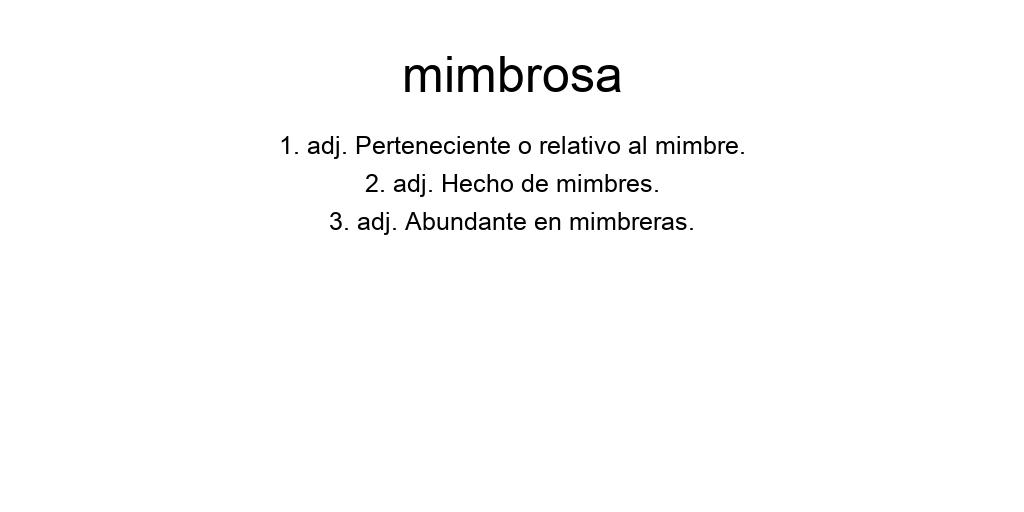 mimbrosa
1. adj. Perteneciente o relativo al mimbre.
2. adj. Hecho de mimbres.
3. adj. Abundante en mimbreras.